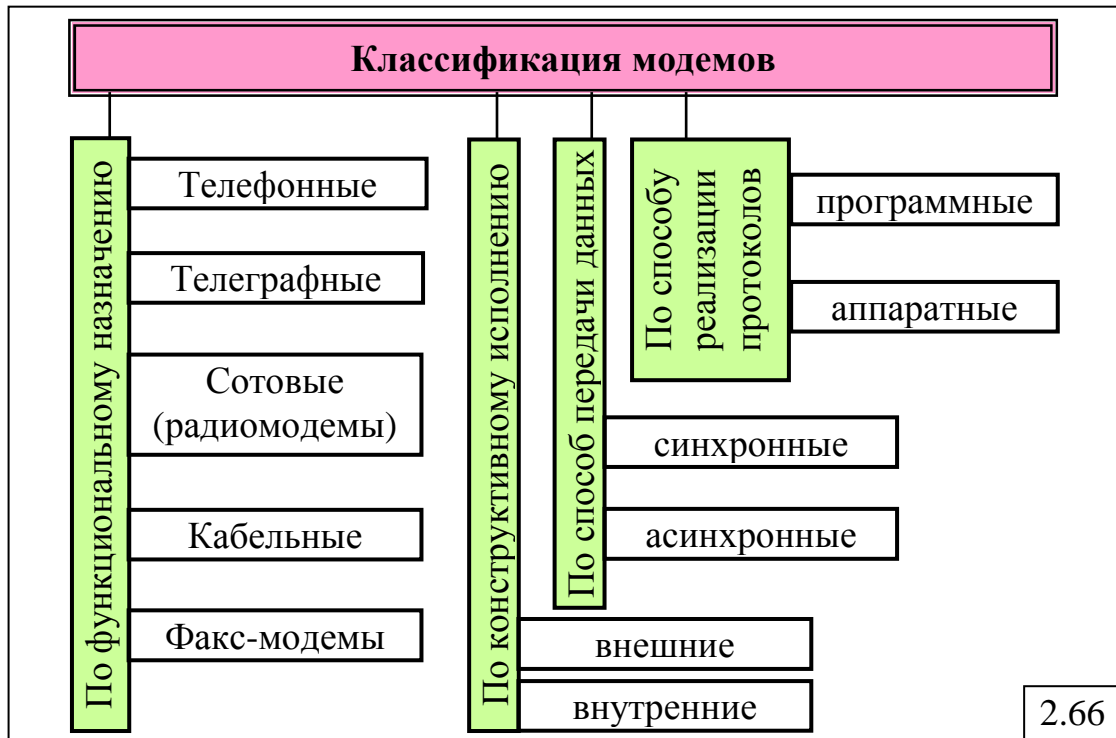 Классификация модемов
По функциональному назначению
Телефонные
Телеграфные
Сотовые
(радиомодемы)
Кабельные
Факс-модемы
По конструктивному исполнению
внешние
внутренние
По способ передачи данных
синхронные
асинхронные
По способу
реализации
протоколов
программные
аппаратные
2.66